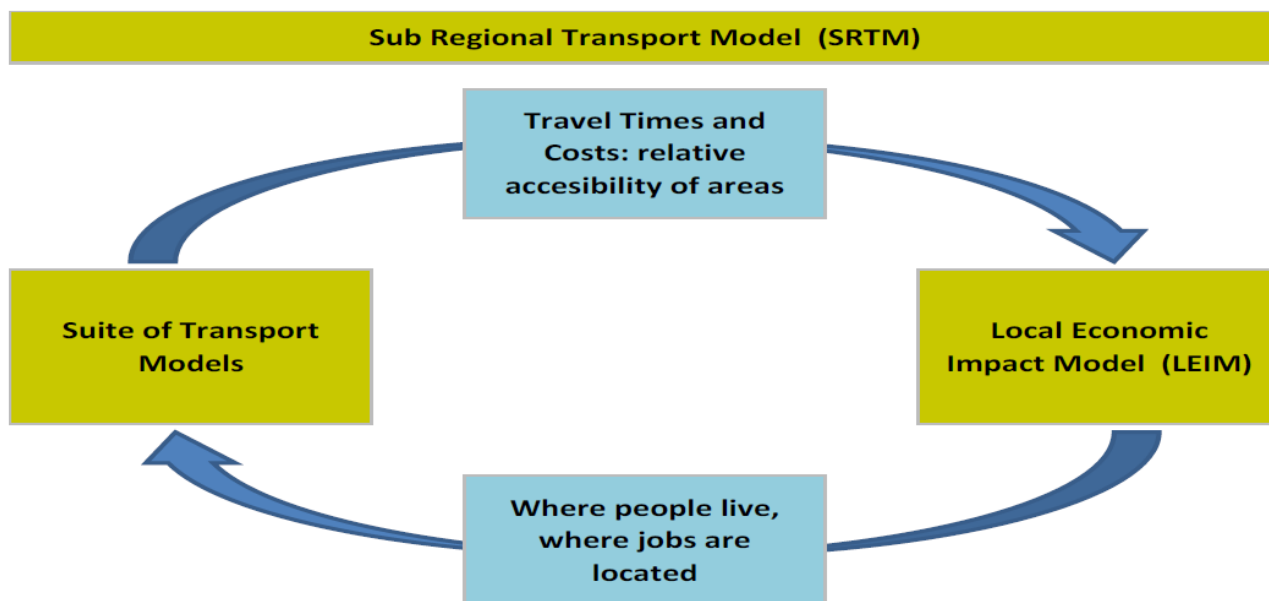 Sub Regional Transport Model  (SRTM)
Travel Times and
Costs: relative
accesibility of areas
Suite of Transport
Models
Local Economic
Impact Model  (LEIM)
Where people live,
where jobs are
located